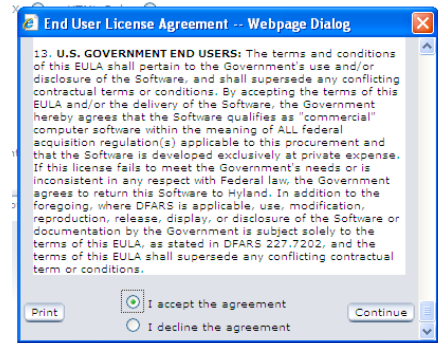 End User License Agreement -- Webpage Dialog
13. U.S. GOVERNMENT END USERS: The terms and conditions
of this EULA shall pertain to the Government's use and/or
disclosure of the Software, and shall supersede any conflicting
contractual terms or conditions. By accepting the terms of this
EULA and/or the delivery of the Software, the Government
hereby agrees that the Software qualifies as "commercial"
computer software within the meaning of ALL federal
acquisition regulation(s) applicable to this procurement and
that the Software is developed exclusively at private expense.
If this license fails to meet the Government's needs or is
inconsistent in any respect with Federal law, the Government
agrees to return this Software to Hyland. In addition to the
foregoing, where DFARS is applicable, use, modification,
reproduction, release, display, or disclosure of the Software or
documentation by the Government is subject solely to the
terms of this EULA, as stated in DFARS 227.7202, and the
terms of this EULA shall supersede any conflicting contractual
term or conditions.
I accept the agreement
Print
Continue
I decline the agreement